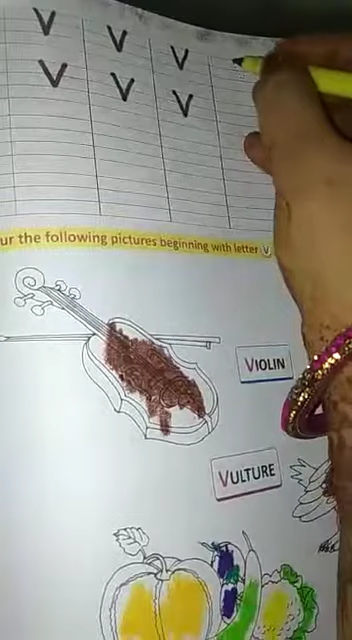 V V V
V V V
ur the following pictures beginning with letter V
VIOLIN
VULTURE